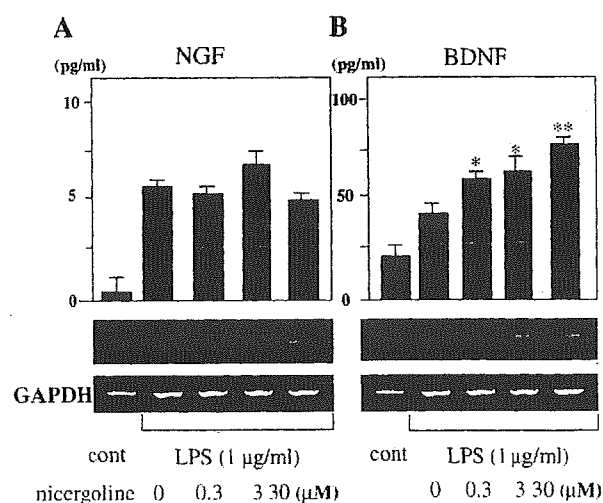 A B
NGF BDNF
(pg/ml) (pg/ml)
10 100
* * **
5 50
0 0
GAPDH
cont LPS (1 µg/ml) cont LPS (1 µg/ml)
nicergoline 0 0.3 3 30 (µM) 0 0.3 3 30 (µM)